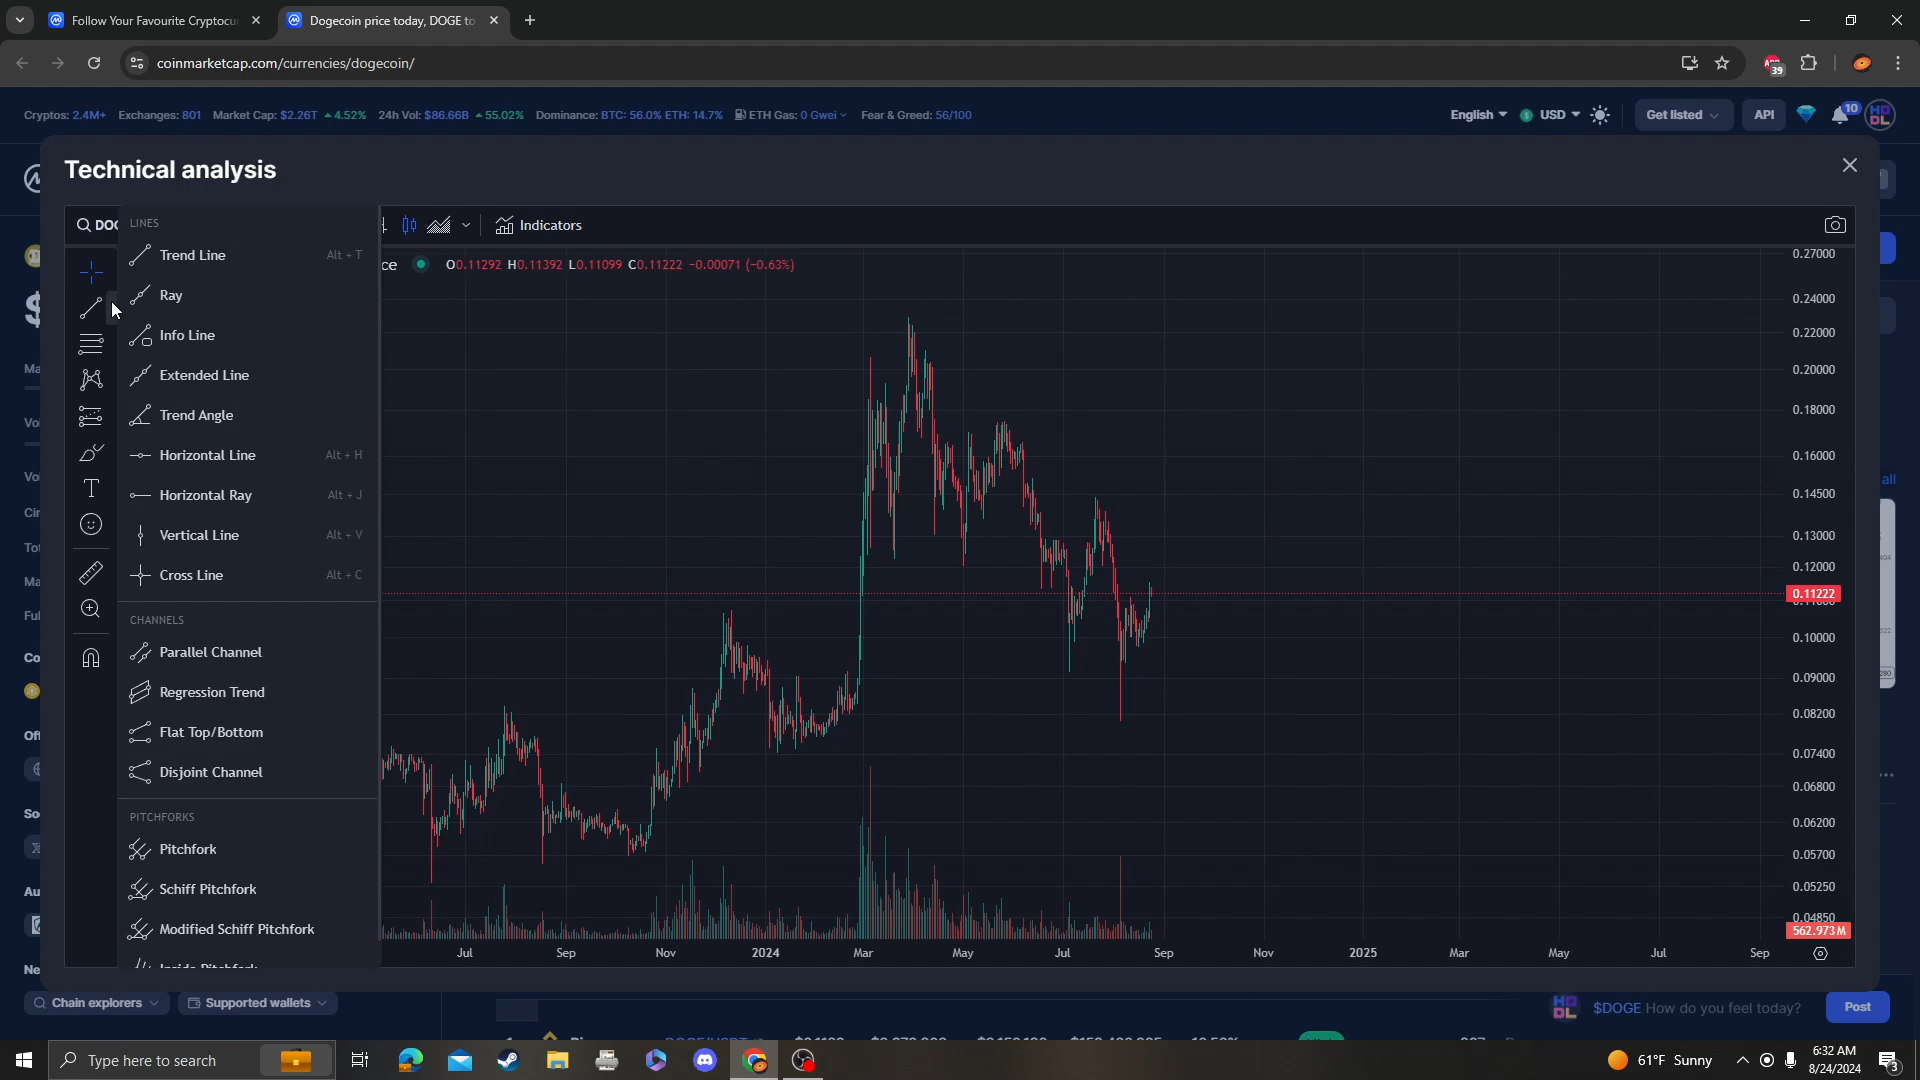 Follow Your Favourite Cryptocu
Dogecoin price today, DOGE to
coinmarketcap.com/currencies/dogecoin/
39
Cryptos: 2.4M+ Exchanges: 801 Market Cap: $2.26T 4.52% 24h Vol: $86.66B 55.02% Dominance: BTC: 56.0% ETH: 14.7% ETH Gas: 0 Gwei Fear & Greed: 56/100
English USD Get listed API 10
Technical analysis
DOG
LINES
Indicators
Trend Line Alt + T
ce O0.11292 H0.11392 L0.11099 C0.11222 −0.00071 (−0.63%)
Ray
Info Line
Extended Line
Trend Angle
Horizontal Line Alt + H
Horizontal Ray Alt + J
Vertical Line Alt + V
Cross Line Alt + C
CHANNELS
Parallel Channel
Regression Trend
Flat Top/Bottom
Disjoint Channel
PITCHFORKS
Pitchfork
Schiff Pitchfork
Modified Schiff Pitchfork
Inside Pitchfork
0.27000
0.24000
0.22000
0.20000
0.18000
0.16000
0.14500
0.13000
0.12000
0.11222
0.10000
0.09000
0.08200
0.07400
0.06800
0.06200
0.05700
0.05250
0.04850
562.973M
Jul Sep Nov 2024 Mar May Jul Sep Nov 2025 Mar May Jul Sep
all
Chain explorers Supported wallets
$DOGE How do you feel today? Post
Type here to search
61°F Sunny
6:32 AM
8/24/2024
3